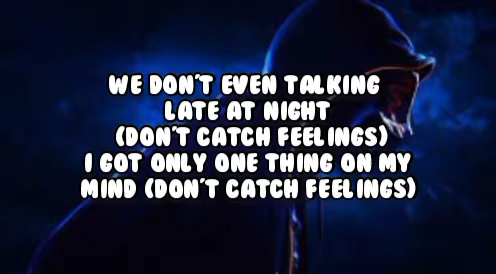 WE DON'T EVEN TALKING
LATE AT NIGHT
(DON'T CATCH FEELINGS)
I GOT ONLY ONE THING ON MY
MIND (DON'T CATCH FEELINGS)